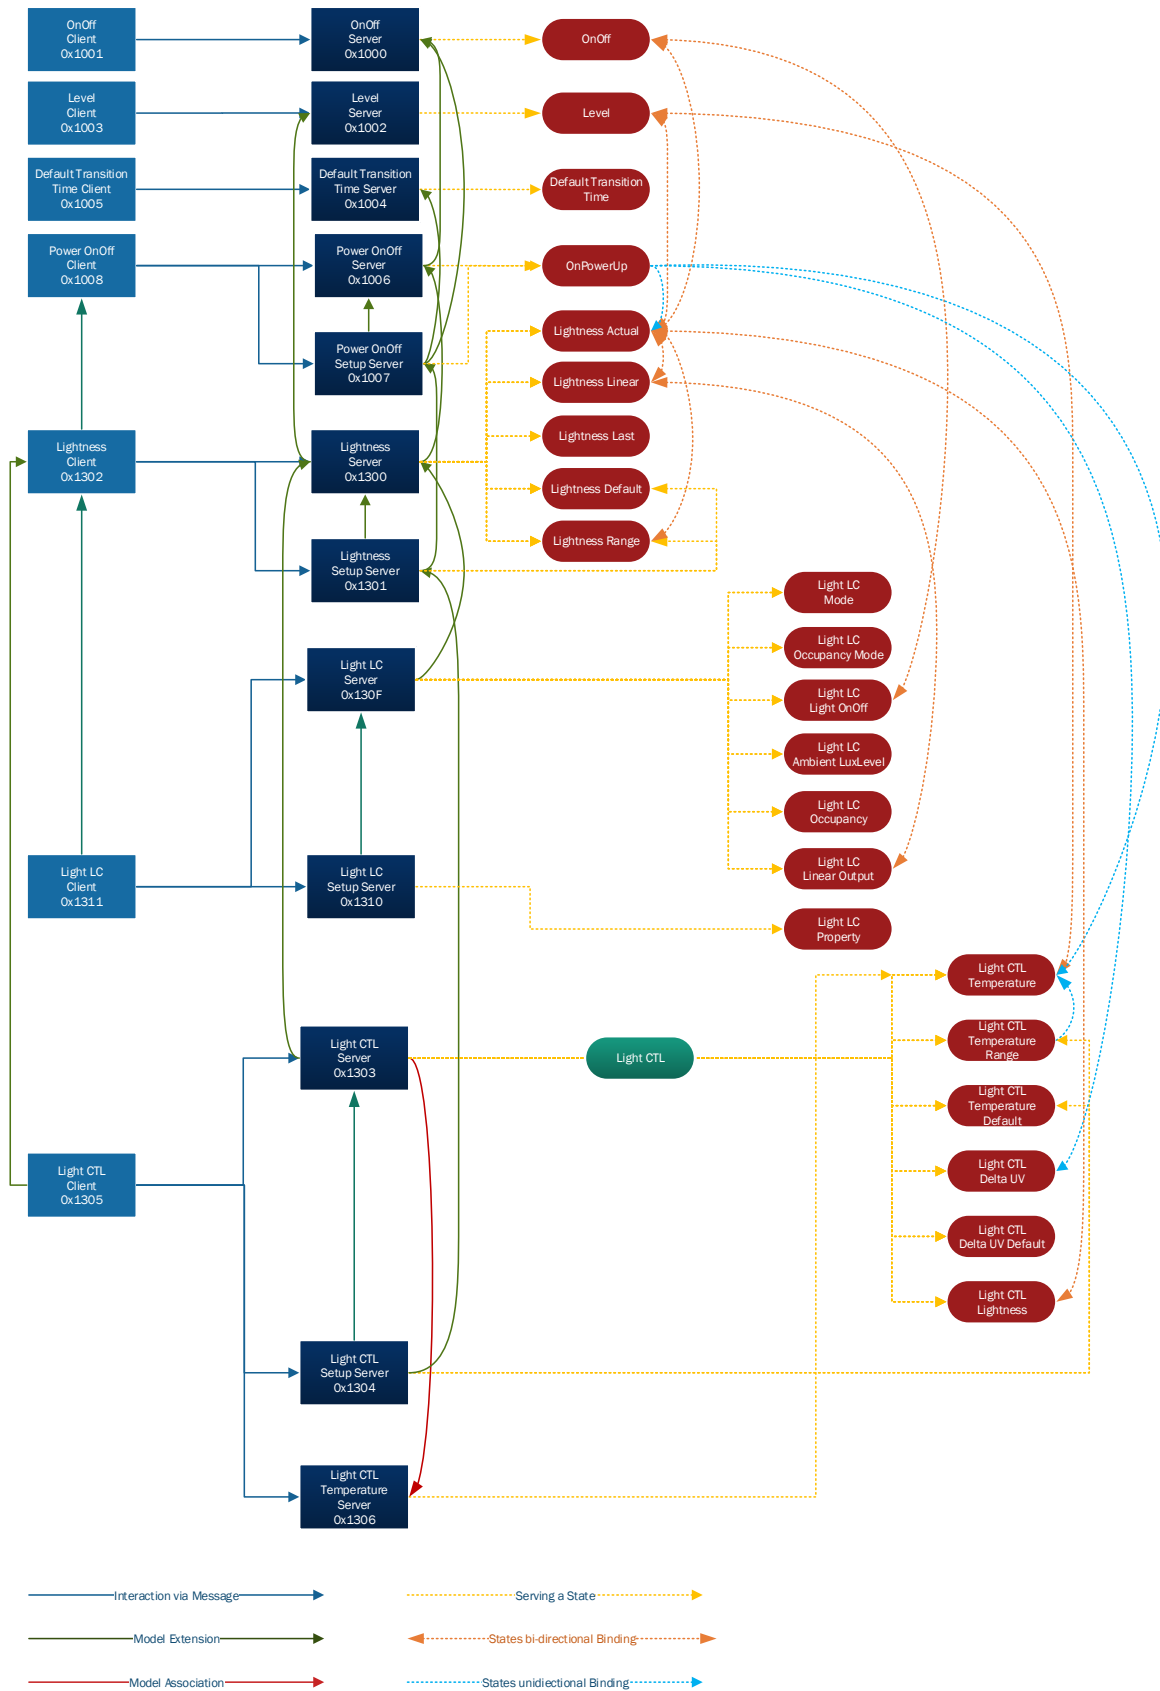 OnOff
Client
0x1001
OnOff
Server
0x1000
OnOff
Level
Client
0x1003
Level
Server
0x1002
Level
Default Transition
Time Client
0x1005
Default Transition
Time Server
0x1004
Default Transition
Time
Power OnOff
Client
0x1008
Power OnOff
Server
0x1006
OnPowerUp
Power OnOff
Setup Server
0x1007
Lightness Actual
Lightness Linear
Lightness
Client
0x1302
Lightness
Server
0x1300
Lightness Last
Lightness Default
Lightness Range
Lightness
Setup Server
0x1301
Light LC
Mode
Light LC
Occupancy Mode
Light LC
Server
0x130F
Light LC
Light OnOff
Light LC
Ambient LuxLevel
Light LC
Occupancy
Light LC
Client
0x1311
Light LC
Setup Server
0x1310
Light LC
Linear Output
Light LC
Property
Light CTL
Temperature
Light CTL
Server
0x1303
Light CTL
Light CTL
Temperature
Range
Light CTL
Temperature
Default
Light CTL
Client
0x1305
Light CTL
Delta UV
Light CTL
Delta UV Default
Light CTL
Lightness
Light CTL
Setup Server
0x1304
Light CTL
Temperature
Server
0x1306
Interaction via Message
Serving a State
Model Extension
States bi-directional Binding
Model Association
States unidiectional Binding